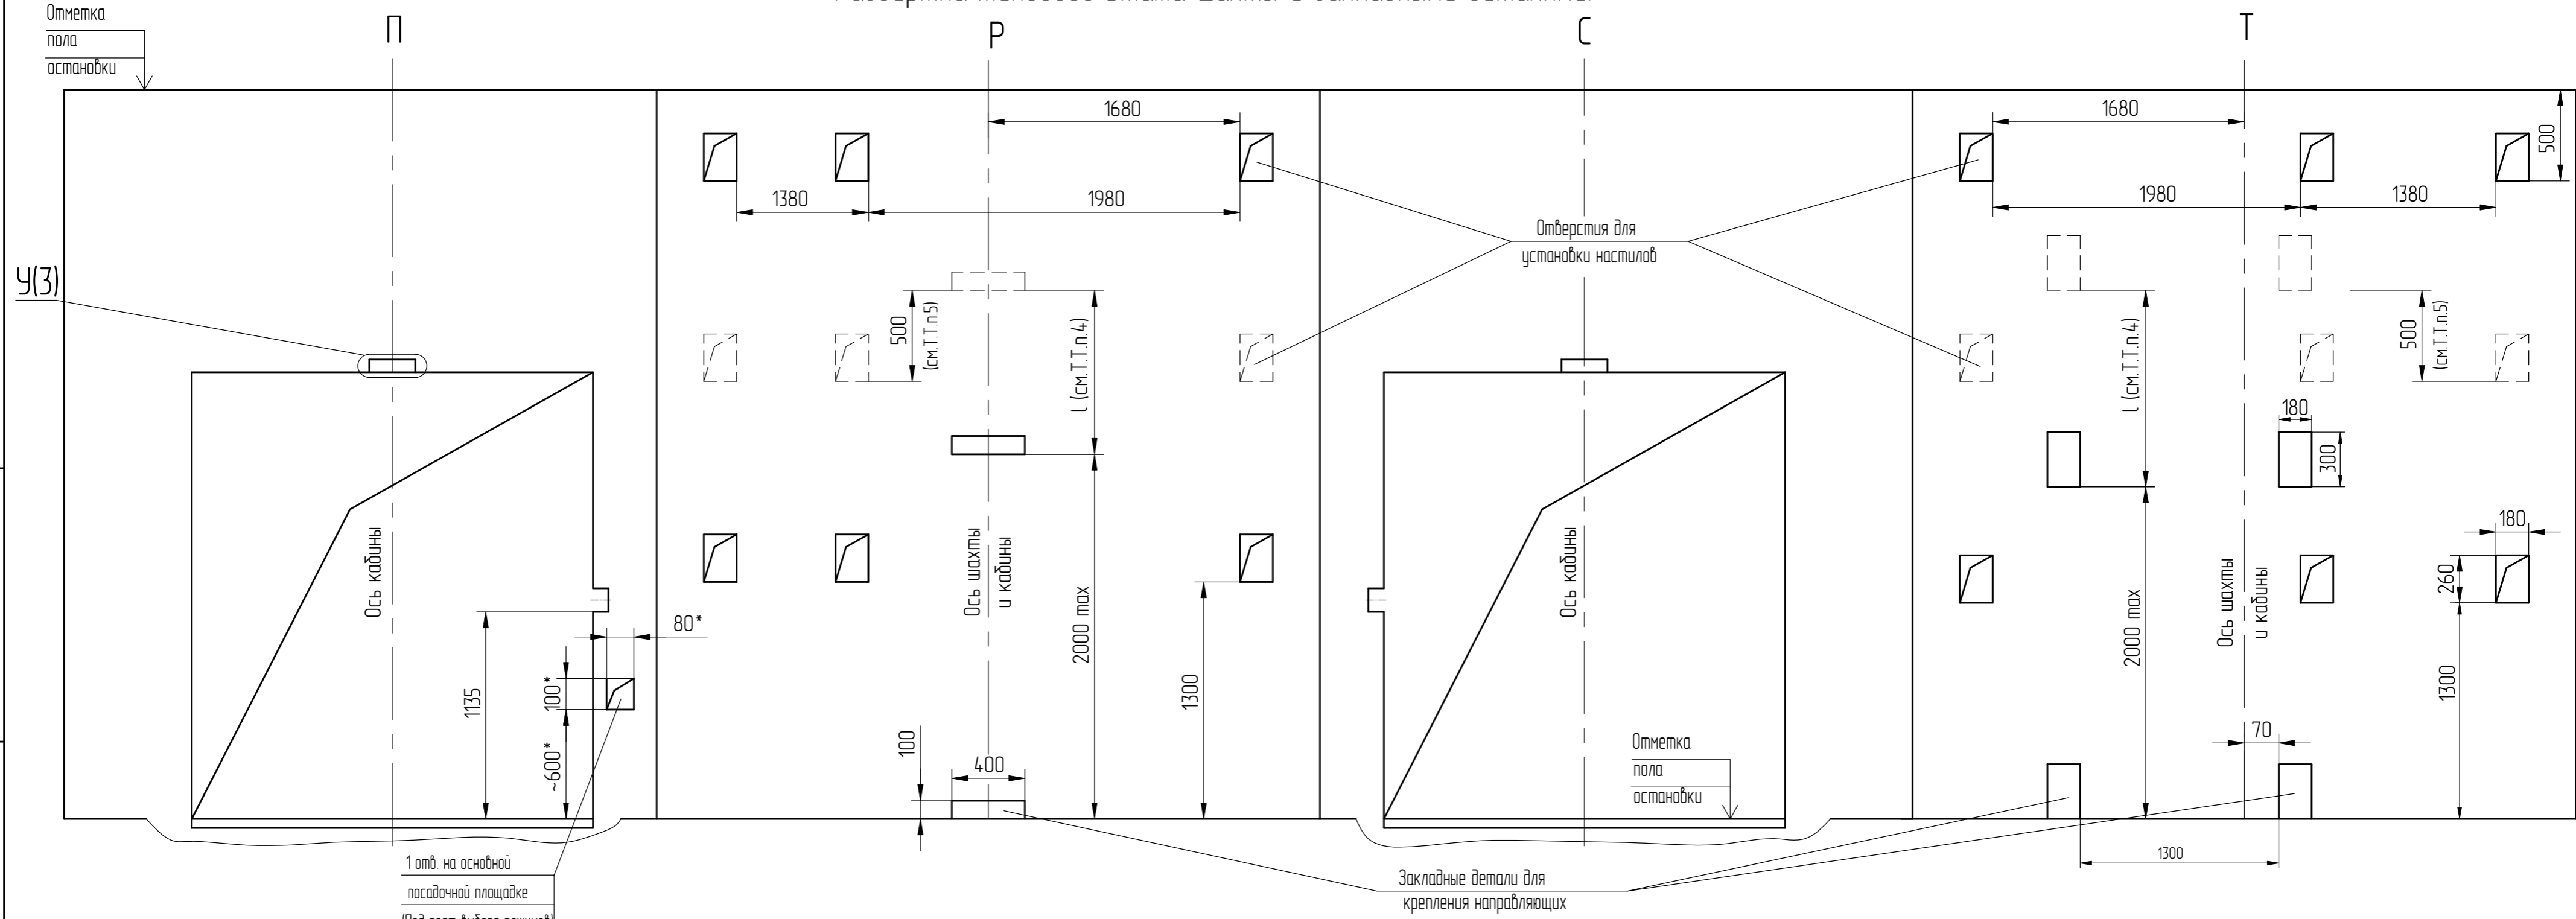 Отметка
пола
остановки
П
Р
С
Т
1680
1680
500
1380
1980
1980
1380
Отверстия для
установки настилов
У(3)
500
(см.Т.Т.п.5)
l (см.Т.Т.п.4)
l (см.Т.Т.п.4)
500
(см.Т.Т.п.5)
180
300
Ось кабины
Ось шахты
и кабины
Ось кабины
Ось шахты
и кабины
180
260
80*
1135
100*
~600*
2000 max
1300
2000 max
1300
100
400
Отметка
пола
остановки
70
1300
1 отв. на основной
посадочной площадке
Закладные детали для
крепления направляющих